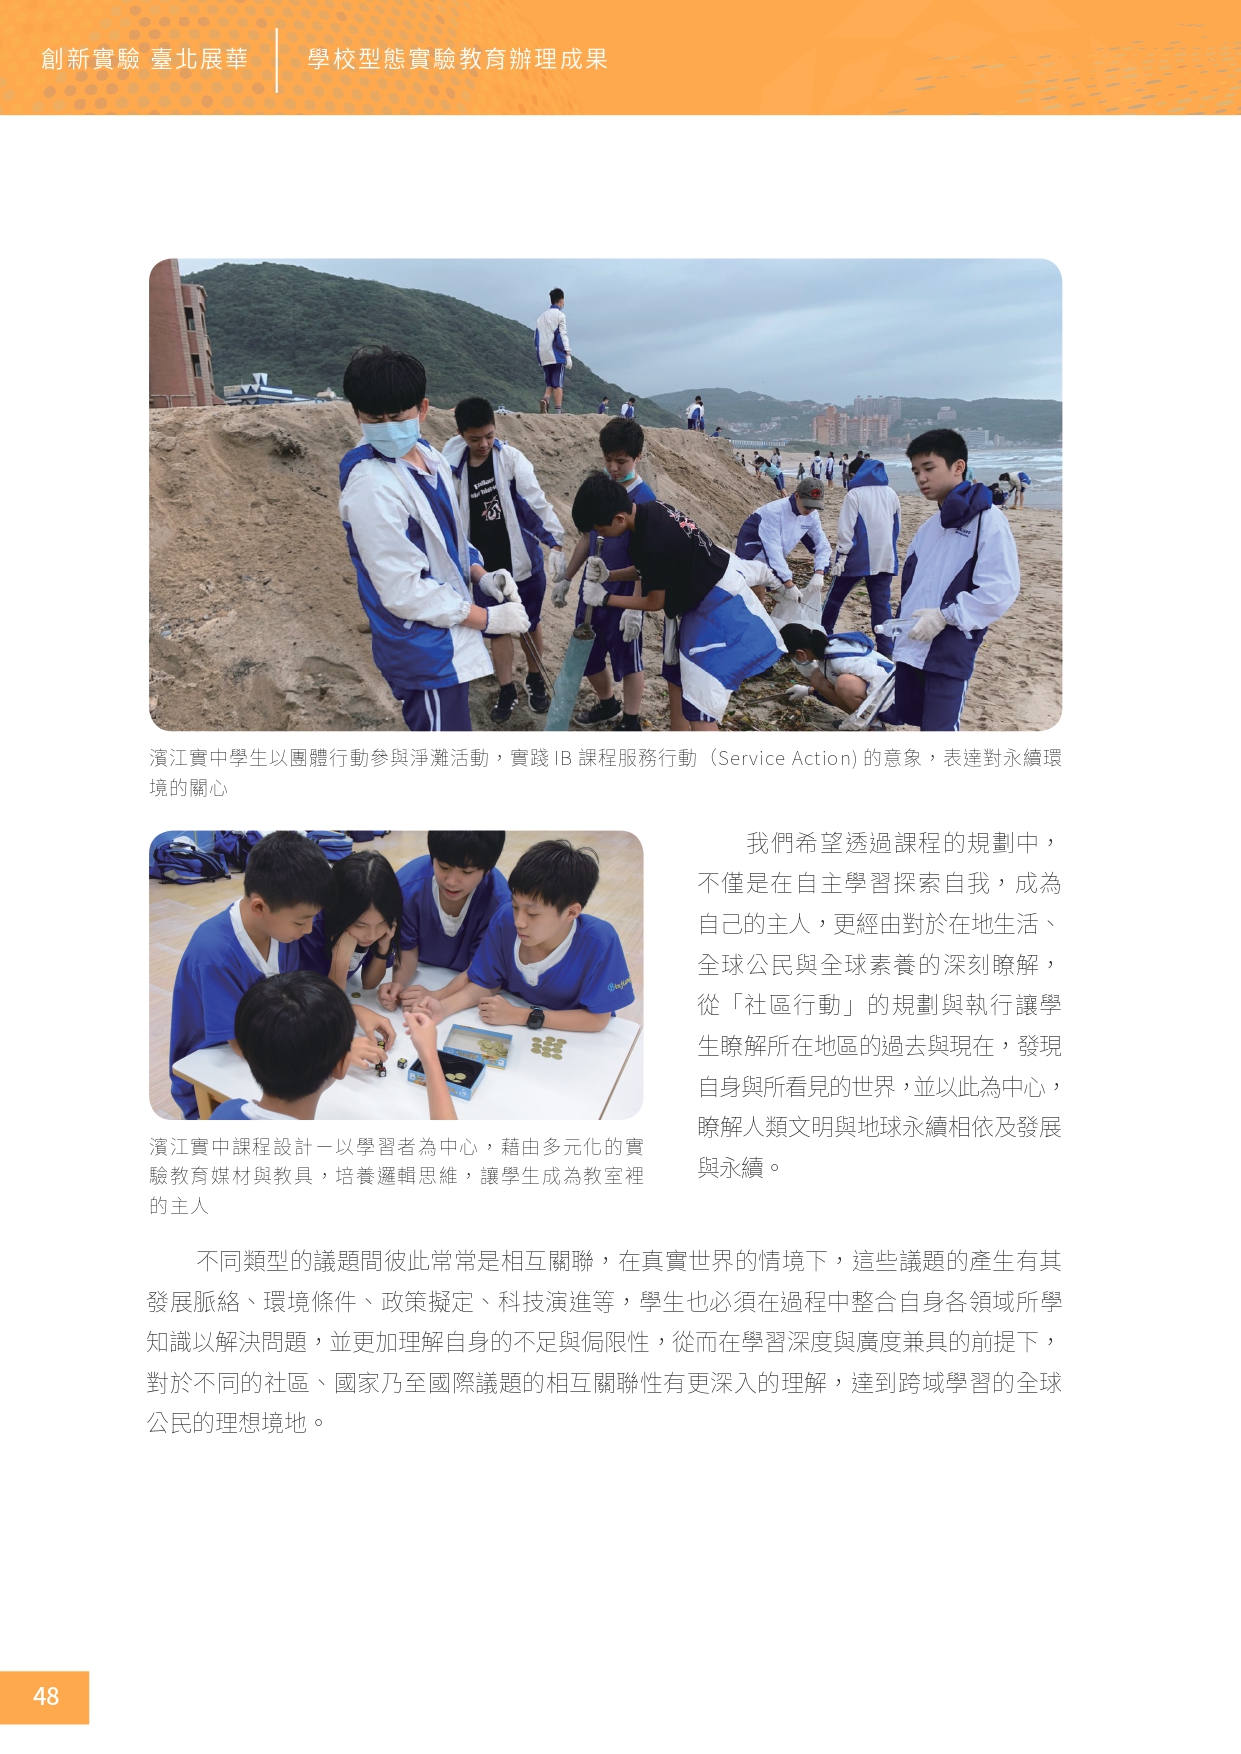 創新實驗 臺北展華
學校型態實驗教育辦理成果
濱江實中學生以團體行動參與淨灘活動，實踐 IB 課程服務行動（Service Action) 的意象，表達對永續環
境的關心
我們希望透過課程的規劃中，
不僅是在自主學習探索自我，成為
自己的主人，更經由對於在地生活、
全球公民與全球素養的深刻瞭解，
從「社區行動」的規劃與執行讓學
生瞭解所在地區的過去與現在，發現
自身與所看見的世界，並以此為中心，
瞭解人類文明與地球永續相依及發展
與永續。
濱江實中課程設計－以學習者為中心，藉由多元化的實
驗教育媒材與教具，培養邏輯思維，讓學生成為教室裡
的主人
不同類型的議題間彼此常常是相互關聯，在真實世界的情境下，這些議題的產生有其
發展脈絡、環境條件、政策擬定、科技演進等，學生也必須在過程中整合自身各領域所學
知識以解決問題，並更加理解自身的不足與侷限性，從而在學習深度與廣度兼具的前提下，
對於不同的社區、國家乃至國際議題的相互關聯性有更深入的理解，達到跨域學習的全球
公民的理想境地。
48